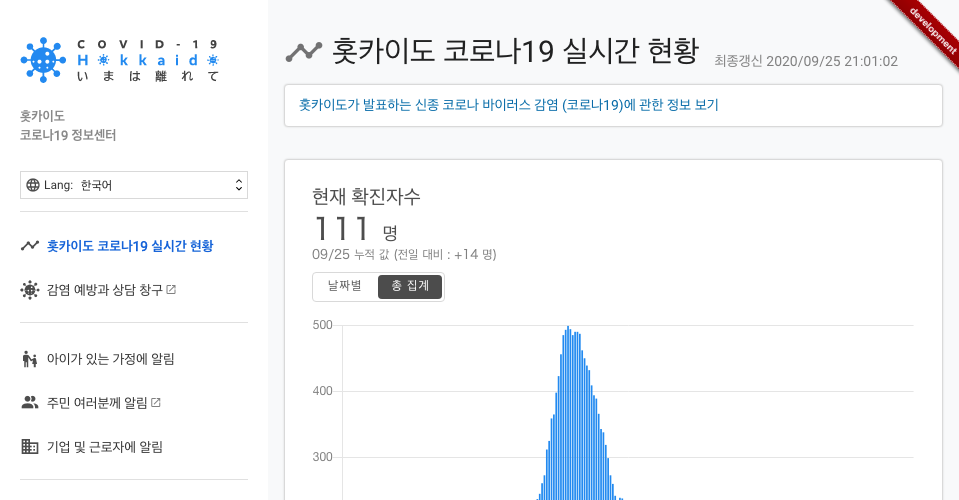 COVID-19
Hokkaido
いまは離れて
홋카이도
코로나19 정보센터
Lang: 한국어
홋카이도 코로나19 실시간 현황
감염 예방과 상담 창구
아이가 있는 가정에 알림
주민 여러분께 알림
기업 및 근로자에 알림
development
홋카이도 코로나19 실시간 현황
최종갱신 2020/09/25 21:01:02
홋카이도가 발표하는 신종 코로나 바이러스 감염 (코로나19)에 관한 정보 보기
현재 확진자수
111 명
09/25 누적 값 (전일 대비 : +14 명)
날짜별 총 집계
500
400
300